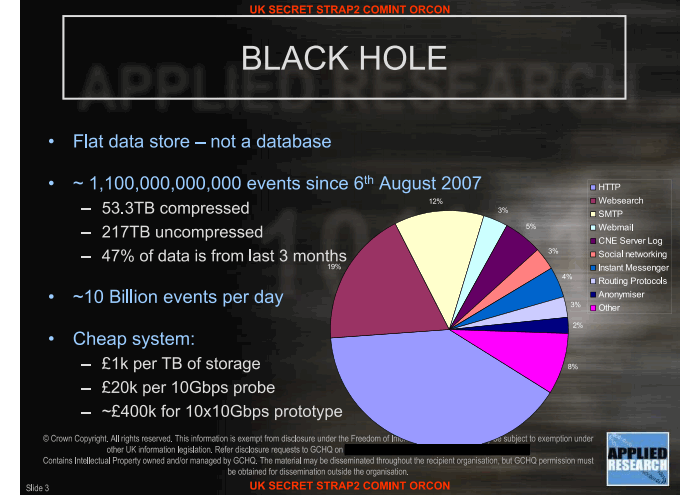 UK SECRET STRAP2 COMINT ORCON
BLACK HOLE
APPLIED RESEARCH
• Flat data store – not a database
• ~ 1,100,000,000,000 events since 6th August 2007
– 53.3TB compressed
– 217TB uncompressed
– 47% of data is from last 3 months
• ~10 Billion events per day
• Cheap system:
– £1k per TB of storage
– £20k per 10Gbps probe
– ~£400k for 10x10Gbps prototype
12%
3%
5%
3%
4%
3%
2%
8%
19%
HTTP
Websearch
SMTP
Webmail
CNE Server Log
Social networking
Instant Messenger
Routing Protocols
Anonymiser
Other
© Crown Copyright. All rights reserved. This information is exempt from disclosure under the Freedom of be subject to exemption under
other UK information legislation. Refer disclosure requests to GCHQ on
Contains Intellectual Property owned and/or managed by GCHQ. The material may be disseminated throughout the recipient organisation, but GCHQ permission must
be obtained for dissemination outside the organisation.
Slide 3
UK SECRET STRAP2 COMINT ORCON
APPLIED
RESEARCH